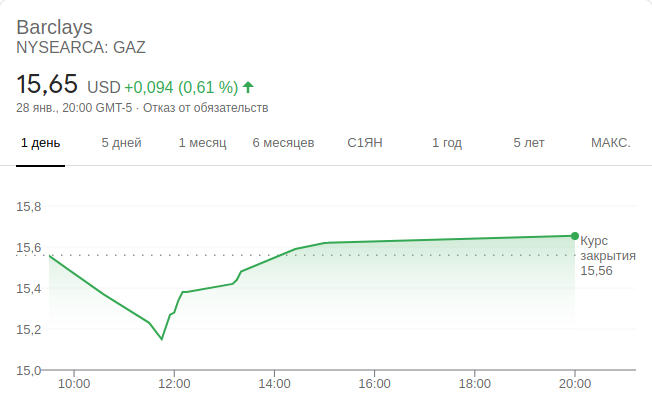 Barclays
NYSEARCA: GAZ
15,65 USD +0,094 (0,61 %)
28 янв., 20:00 GMT-5 · Отказ от обязательств
1 день 5 дней 1 месяц 6 месяцев С1ЯН 1 год 5 лет МАКС.
15,8
15,6
15,4
15,2
15,0
Курс
закрытия
15,56
10:00 12:00 14:00 16:00 18:00 20:00